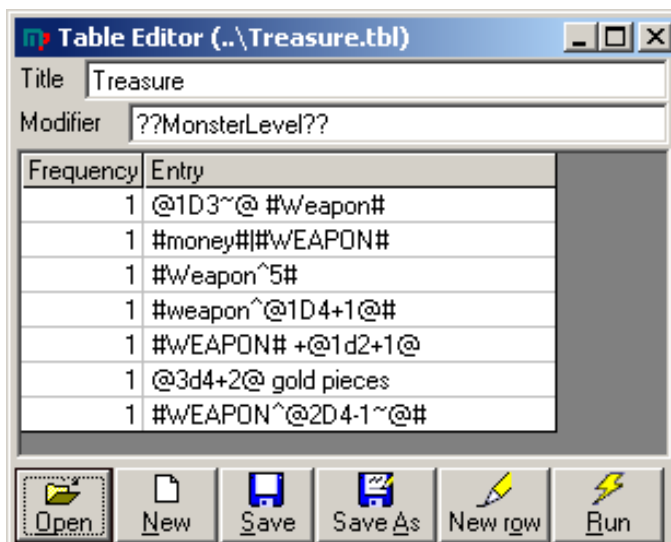 Table Editor (..\Treasure.tbl)
Title Treasure
Modifier ??MonsterLevel??
Frequency Entry
1 @1D3~@ #Weapon#
1 #money#|#WEAPON#
1 #Weapon^5#
1 #weapon^@1D4+1@#
1 #WEAPON# +@1d2+1@
1 @3d4+2@ gold pieces
1 #WEAPON^@2D4-1~@#
Open New Save Save As New row Run